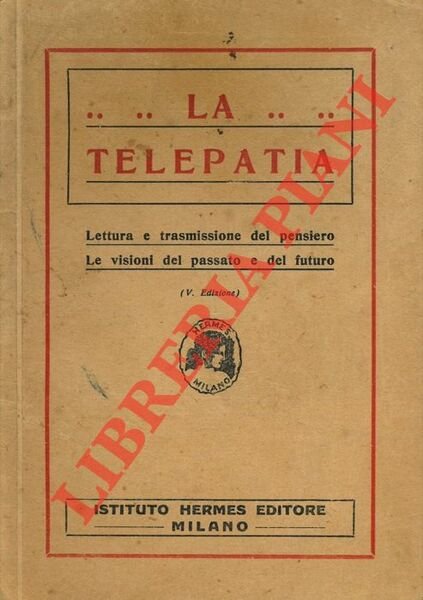 .. .. LA .. ..
TELEPATIA
Lettura e trasmissione del pensiero
Le visioni del passato e del futuro
(V. Edizione)
HERMES
MILANO
ISTITUTO HERMES EDITORE
MILANO
LIBRERIA PIANI